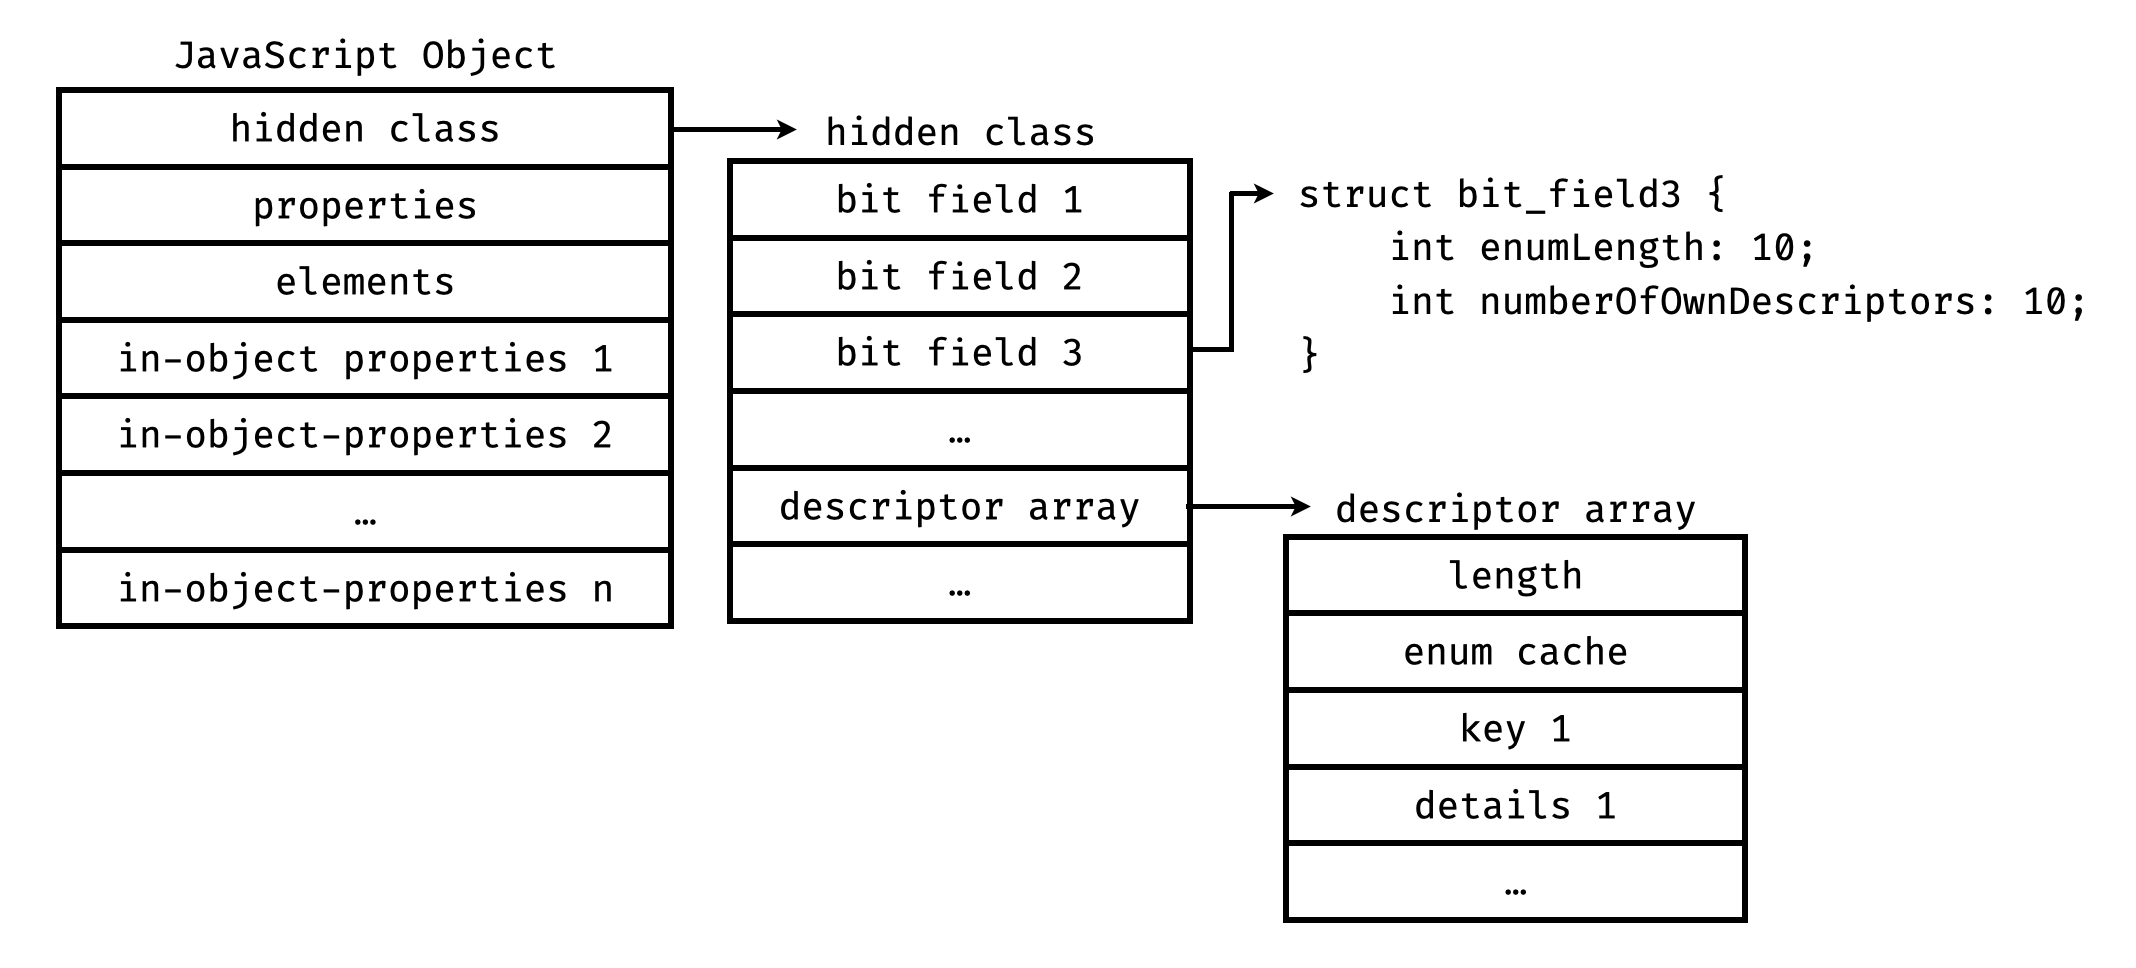 JavaScript Object
hidden class
properties
elements
in-object properties 1
in-object-properties 2
…
in-object-properties n
hidden class
bit field 1
bit field 2
bit field 3
…
descriptor array
…
struct bit_field3 {
    int enumLength: 10;
    int numberOfOwnDescriptors: 10;
}
descriptor array
length
enum cache
key 1
details 1
…